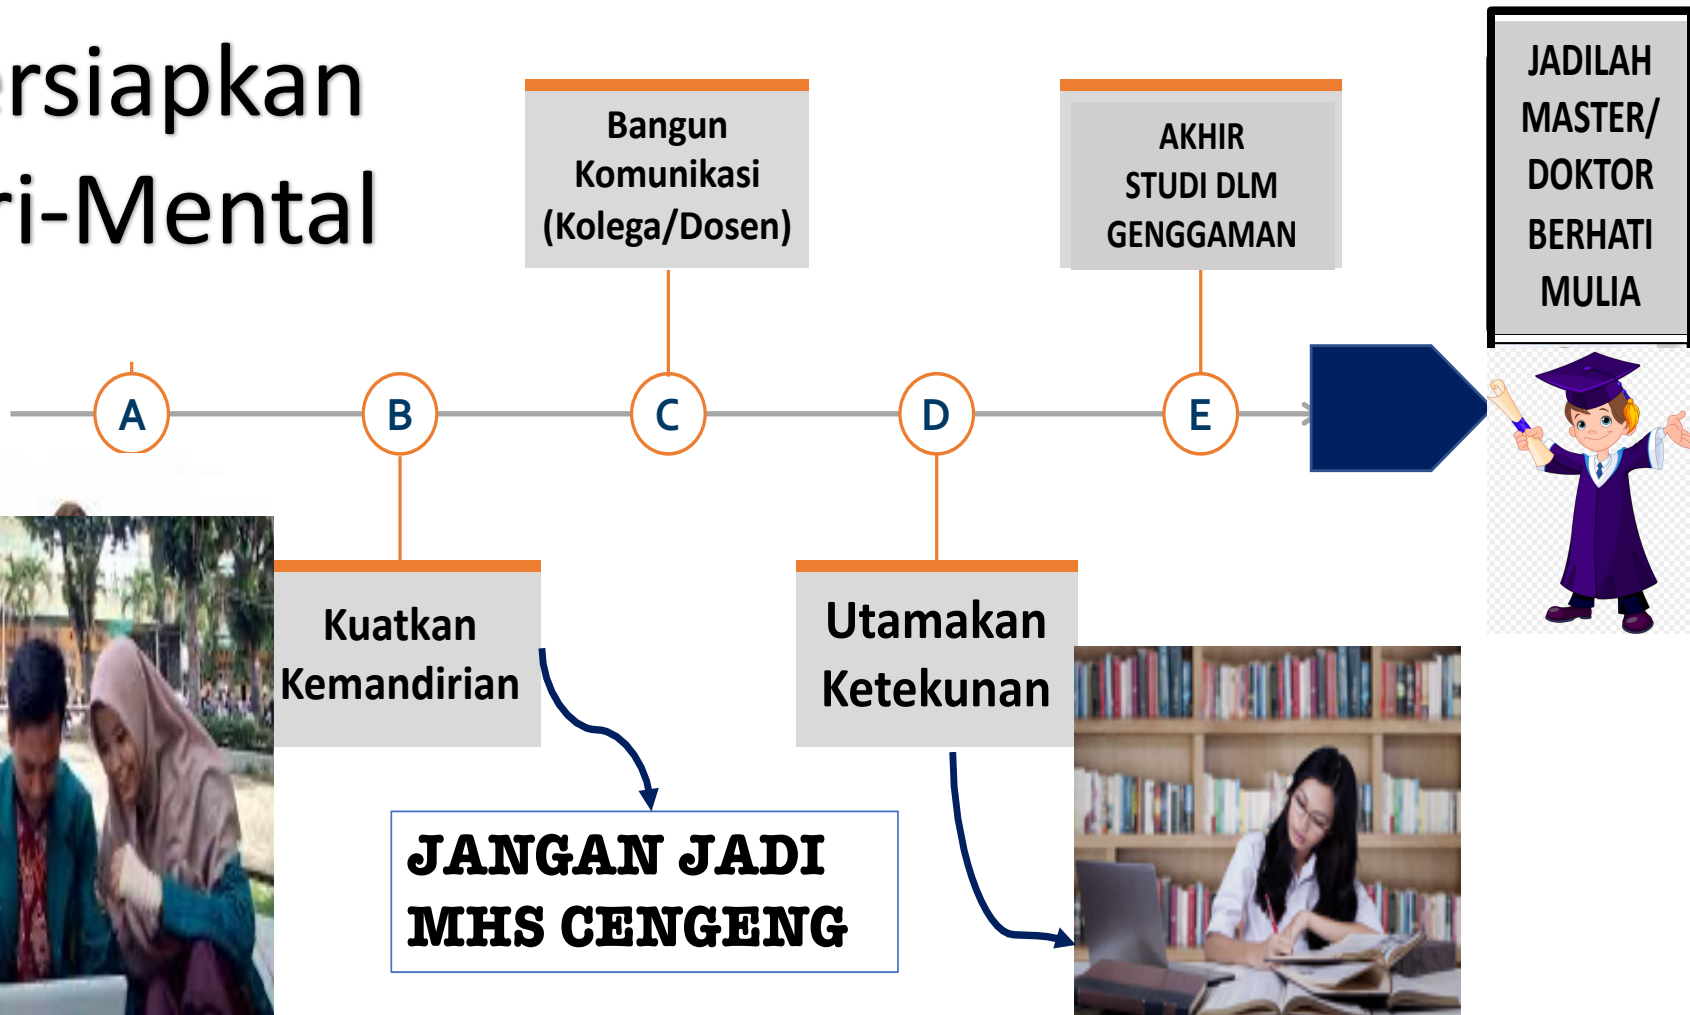 ersiapkan
ri-Mental
Bangun
Komunikasi
(Kolega/Dosen)
AKHIR
STUDI DLM
GENGGAMAN
JADILAH
MASTER/
DOKTOR
BERHATI
MULIA
A
B
C
D
E
Kuatkan
Kemandirian
Utamakan
Ketekunan
JANGAN JADI
MHS CENGENG